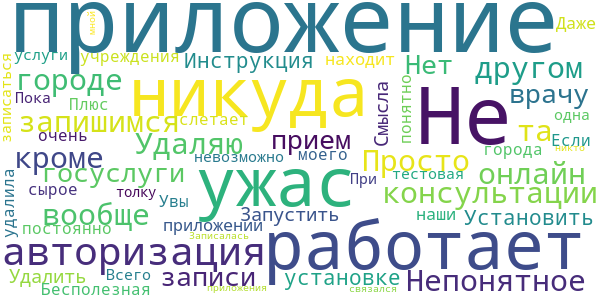 приложение
мной
Даже
записаться
услуги
учреждения
Инструкция
находит
Нет
другом
городе
никуда
Не
врачу
Пока
Плюс
слетает
Смысла
понятно
одна
запишимся
та
очень
Удаляю
прием
Если
никто
кроме
невозможно
моего
Просто
города
госуслуги
ужас
При
тестовая
онлайн
сырое
толку
Увы
консультации
удалила
вообще
Запустить
наши
Установить
постоянно
приложении
Записалась
работает
авторизация
Удалить
Всего
записи
установке
Непонятное
Бесполезная
приложения
связался